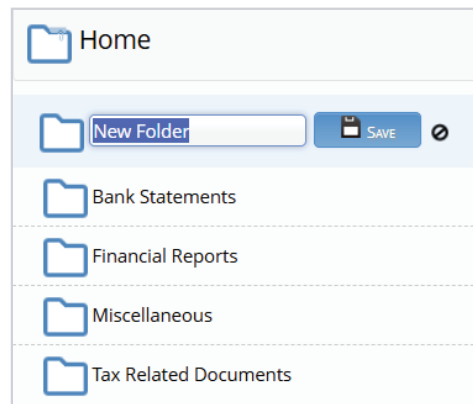 Home
New Folder SAVE
Bank Statements
Financial Reports
Miscellaneous
Tax Related Documents